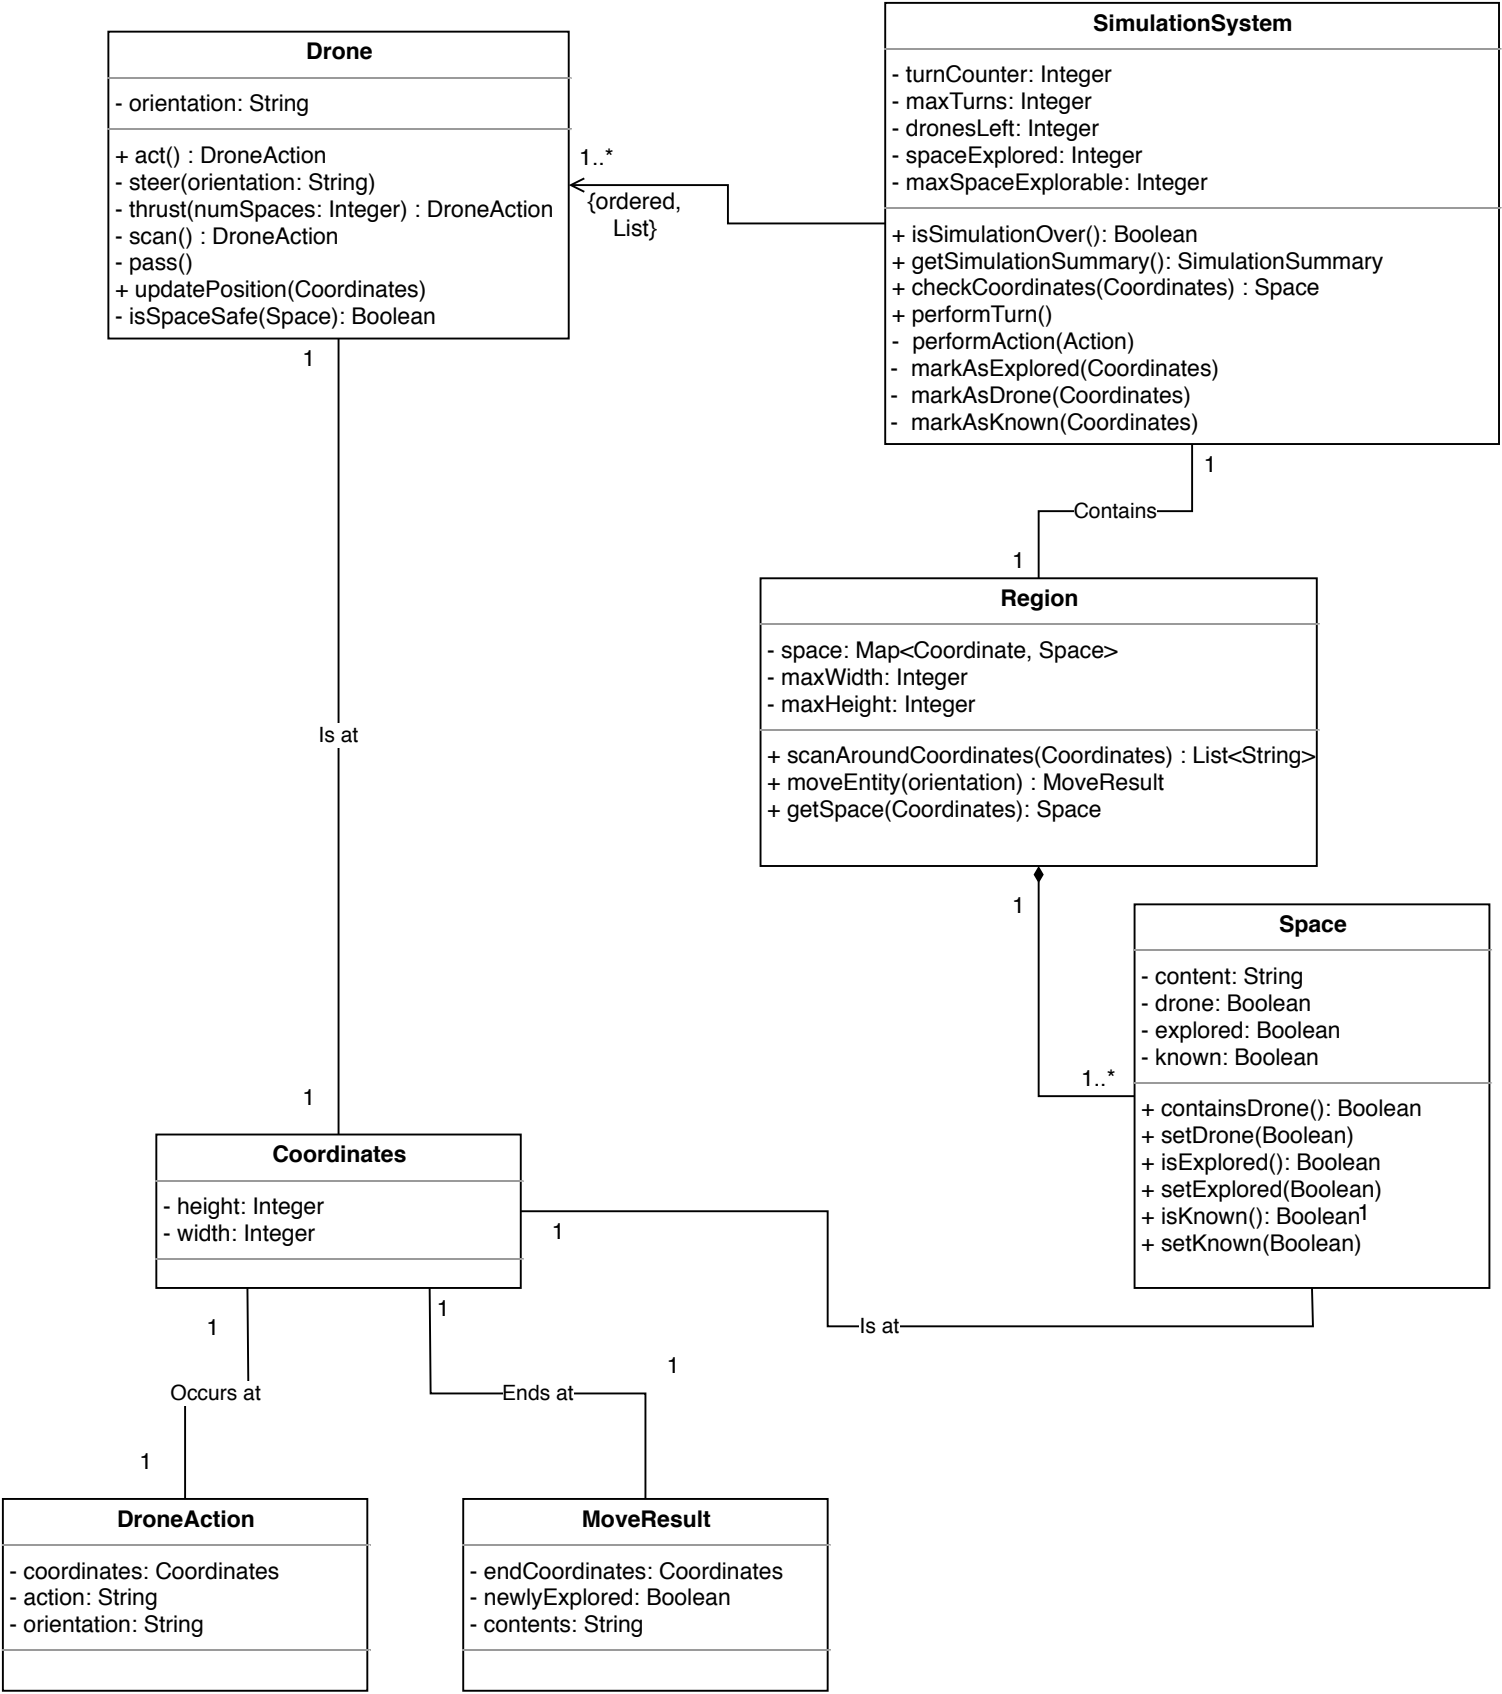 Drone
- orientation: String
+ act() : DroneAction
- steer(orientation: String)
- thrust(numSpaces: Integer) : DroneAction
- scan() : DroneAction
- pass()
+ updatePosition(Coordinates)
- isSpaceSafe(Space): Boolean
1..*
{ordered,
List}
SimulationSystem
- turnCounter: Integer
- maxTurns: Integer
- dronesLeft: Integer
- spaceExplored: Integer
- maxSpaceExplorable: Integer
+ isSimulationOver(): Boolean
+ getSimulationSummary(): SimulationSummary
+ checkCoordinates(Coordinates) : Space
+ performTurn()
- performAction(Action)
- markAsExplored(Coordinates)
- markAsDrone(Coordinates)
- markAsKnown(Coordinates)
1
Contains
1
Region
- space: Map<Coordinate, Space>
- maxWidth: Integer
- maxHeight: Integer
+ scanAroundCoordinates(Coordinates) : List<String>
+ moveEntity(orientation) : MoveResult
+ getSpace(Coordinates): Space
1
1..*
Space
- content: String
- drone: Boolean
- explored: Boolean
- known: Boolean
+ containsDrone(): Boolean
+ setDrone(Boolean)
+ isExplored(): Boolean
+ setExplored(Boolean)
+ isKnown(): Boolean
1
+ setKnown(Boolean)
1
Is at
1
Coordinates
- height: Integer
- width: Integer
1
Is at
1
Occurs at
1
1
Ends at
1
DroneAction
- coordinates: Coordinates
- action: String
- orientation: String
MoveResult
- endCoordinates: Coordinates
- newlyExplored: Boolean
- contents: String